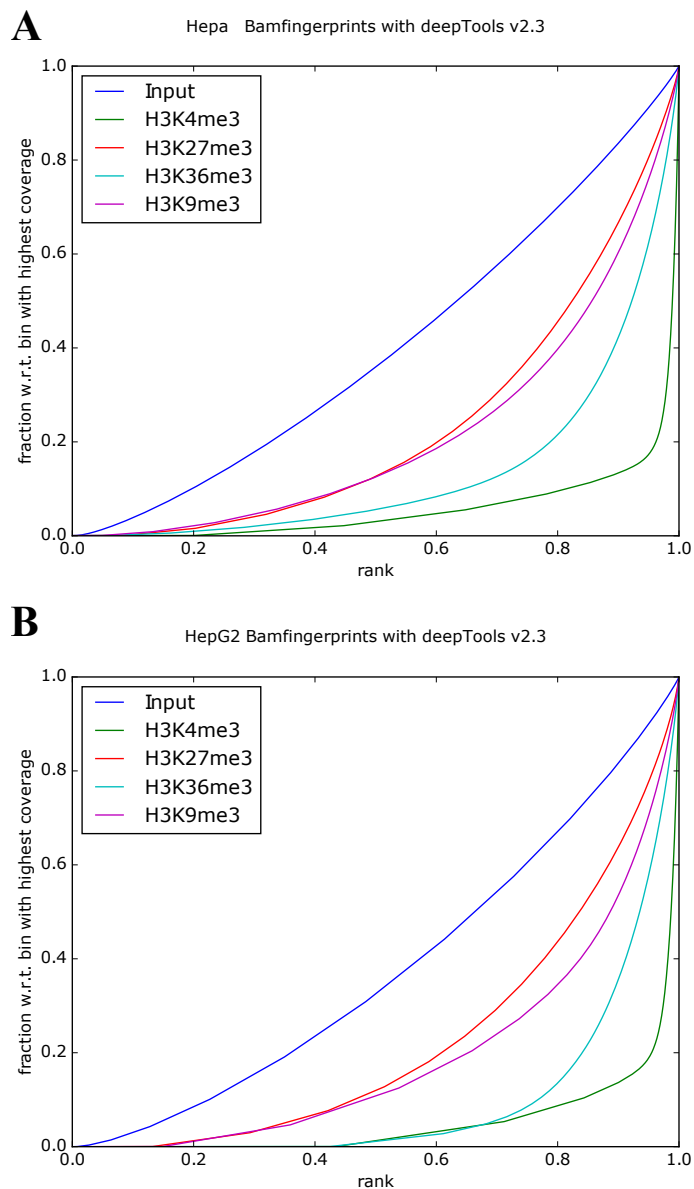 A
Hepa Bamfingerprints with deepTools v2.3
1.0
0.8
0.6
0.4
0.2
0.0
fraction w.r.t. bin with highest coverage
Input
H3K4me3
H3K27me3
H3K36me3
H3K9me3
0.0 0.2 0.4 0.6 0.8 1.0
rank
B
HepG2 Bamfingerprints with deepTools v2.3
1.0
0.8
0.6
0.4
0.2
0.0
fraction w.r.t. bin with highest coverage
Input
H3K4me3
H3K27me3
H3K36me3
H3K9me3
0.0 0.2 0.4 0.6 0.8 1.0
rank